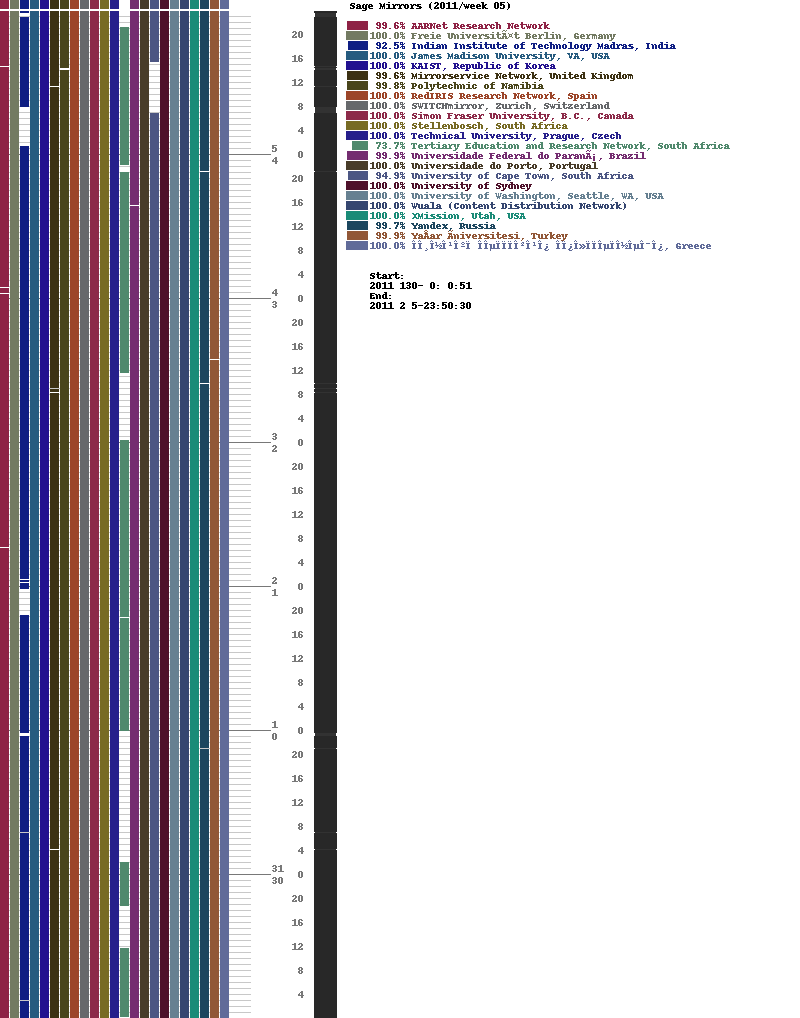 Sage Mirrors (2011/week 05)
99.6% AARNet Research Network
100.0% Freie UniversitÃ¤t Berlin, Germany
92.5% Indian Institute of Technology Madras, India
100.0% James Madison University, VA, USA
100.0% KAIST, Republic of Korea
99.6% Mirrorservice Network, United Kingdom
99.8% Polytechnic of Namibia
100.0% RedIRIS Research Network, Spain
100.0% SWITCHmirror, Zurich, Switzerland
100.0% Simon Fraser University, B.C., Canada
100.0% Stellenbosch, South Africa
100.0% Technical University, Prague, Czech
73.7% Tertiary Education and Research Network, South Africa
99.9% Universidade Federal do ParanÃ¡, Brazil
100.0% Universidade do Porto, Portugal
94.9% University of Cape Town, South Africa
100.0% University of Sydney
100.0% University of Washington, Seattle, WA, USA
100.0% Wuala (Content Distribution Network)
100.0% XMission, Utah, USA
99.7% Yandex, Russia
99.9% Turkey
100.0% Greece
Start:
2011 130- 0: 0:51
End:
2011 2 5-23:50:30
20
16
12
8
4
5
0
4
20
16
12
8
4
4
0
3
20
16
12
8
4
3
0
2
20
16
12
8
4
2
0
1
20
16
12
8
4
1
0
0
20
16
12
8
4
31
0
30
20
16
12
8
4